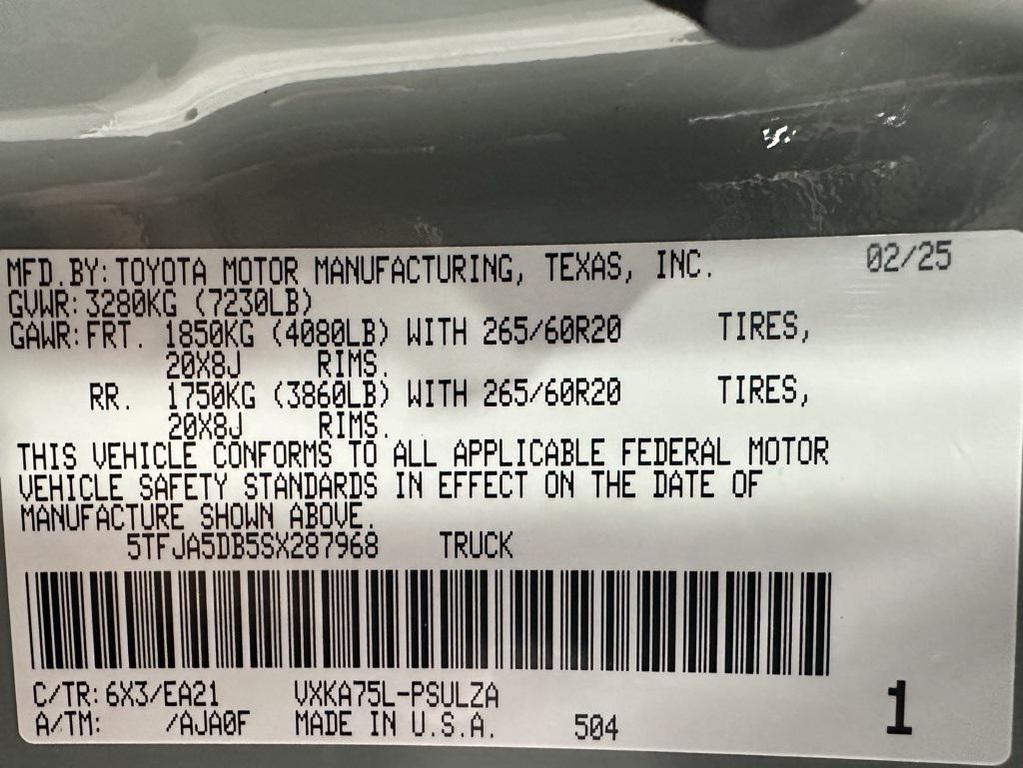 MFD.BY:TOYOTA MOTOR MANUFACTURING, TEXAS, INC. 02/25
GVWR:3280KG (7230LB)
GAWR:FRT. 1850KG (4080LB) WITH 265/60R20 TIRES,
20X8J RIMS.
RR. 1750KG (3860LB) WITH 265/60R20 TIRES,
20X8J RIMS.
THIS VEHICLE CONFORMS TO ALL APPLICABLE FEDERAL MOTOR
VEHICLE SAFETY STANDARDS IN EFFECT ON THE DATE OF
MANUFACTURE SHOWN ABOVE.
5TFJA5DB5SX287968 TRUCK
C/TR:6X3/EA21 VXKA75L-PSULZA
A/TM: /AJA0F MADE IN U.S.A. 504 1